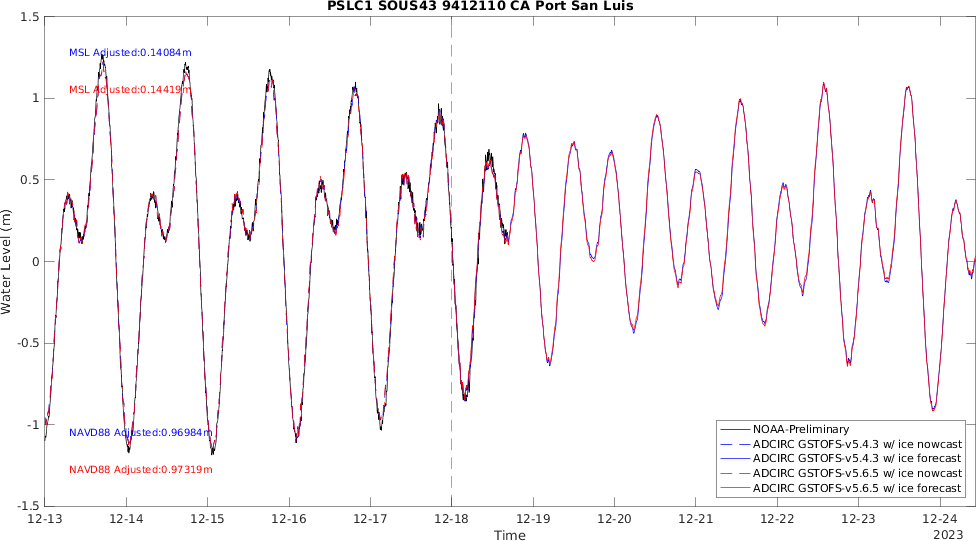 PSLC1 SOUS43 9412110 CA Port San Luis
1.5
1
0.5
0
-0.5
-1
-1.5
Water Level (m)
MSL Adjusted:0.14084m
MSL Adjusted:0.14419m
NAVD88 Adjusted:0.96984m
NAVD88 Adjusted:0.97319m
NOAA-Preliminary
ADCIRC GSTOFS-v5.4.3 w/ ice nowcast
ADCIRC GSTOFS-v5.4.3 w/ ice forecast
ADCIRC GSTOFS-v5.6.5 w/ ice nowcast
ADCIRC GSTOFS-v5.6.5 w/ ice forecast
12-13 12-14 12-15 12-16 12-17 12-18 12-19 12-20 12-21 12-22 12-23 12-24
Time
2023